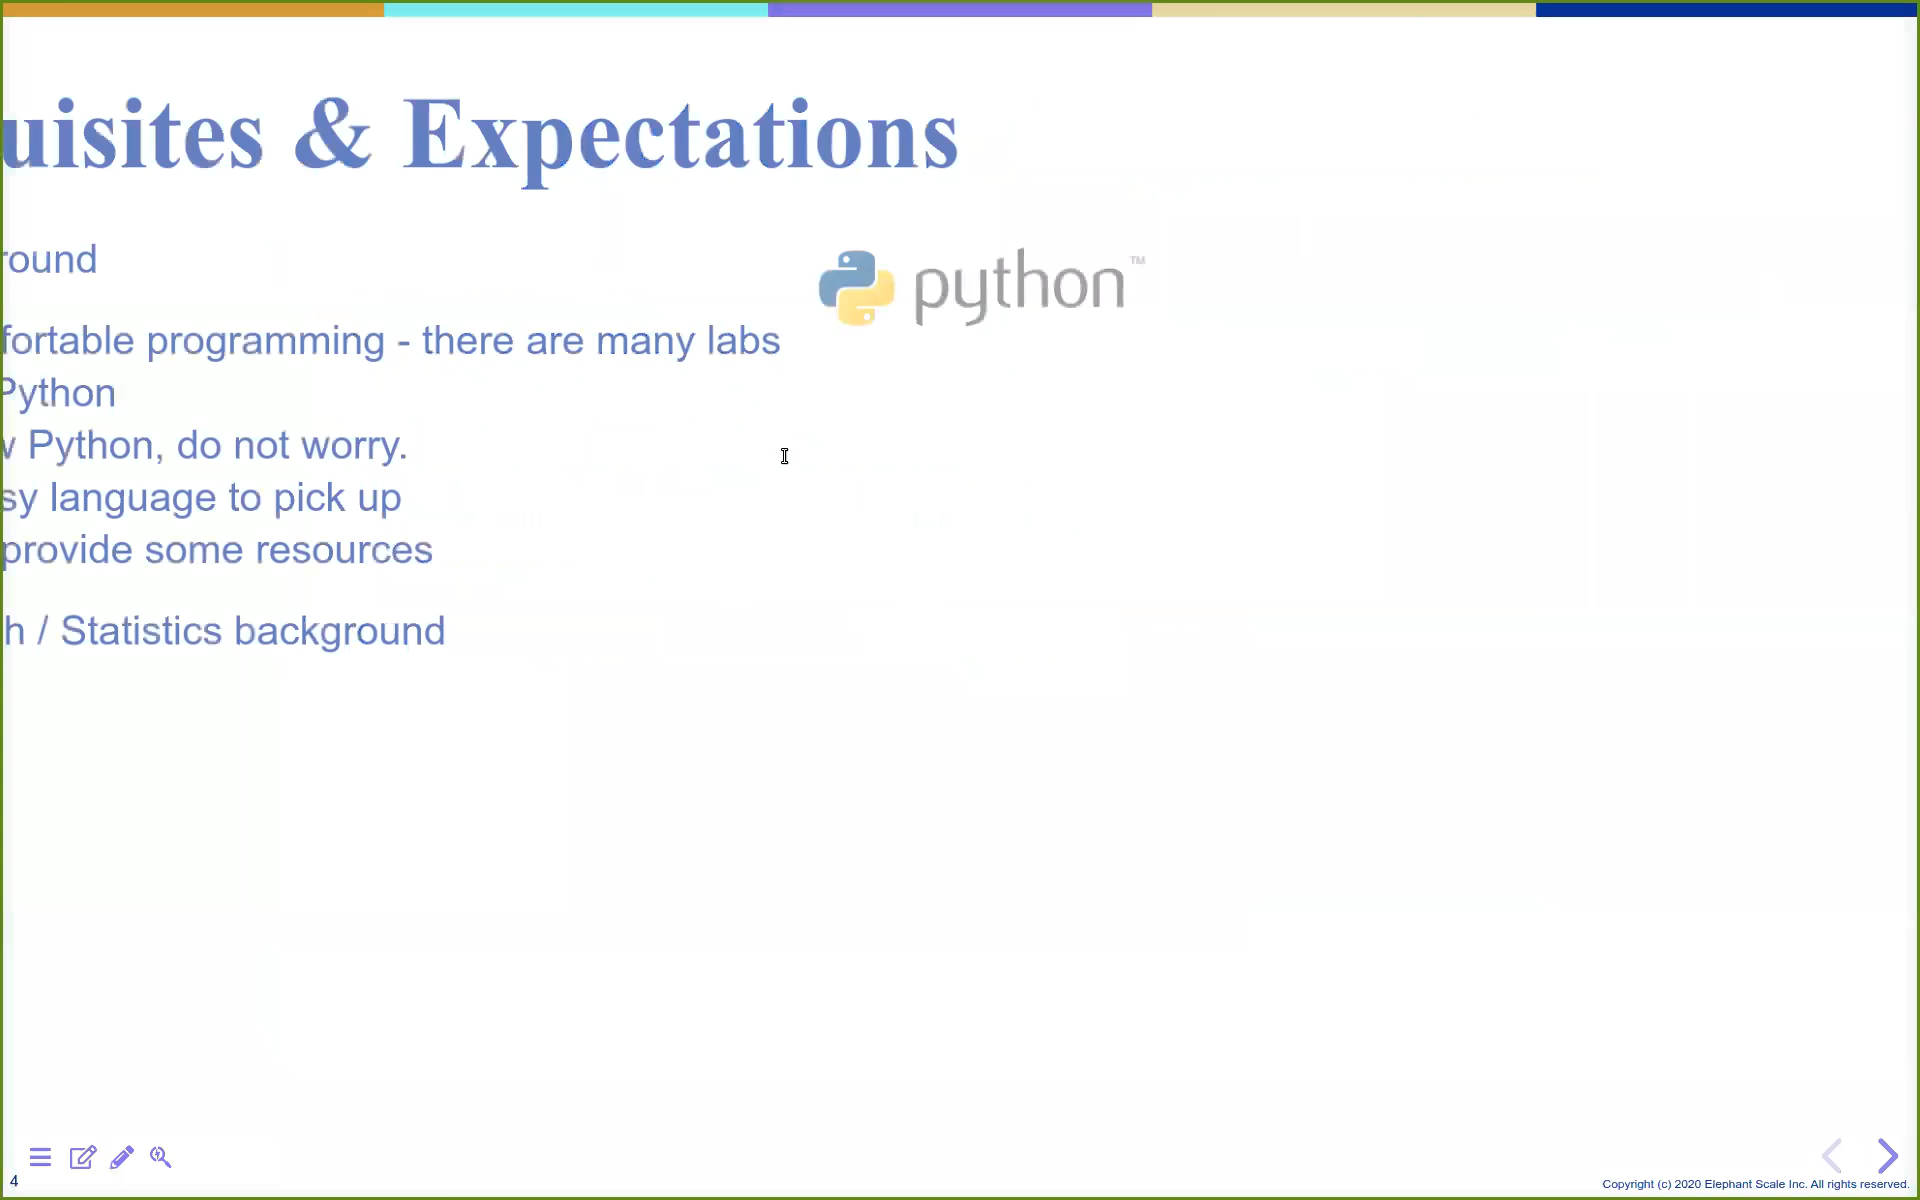 uisites & Expectations
round
python™
fortable programming - there are many labs
Python
w Python, do not worry.
sy language to pick up
provide some resources
h / Statistics background
4
Copyright (c) 2020 Elephant Scale Inc. All rights reserved.